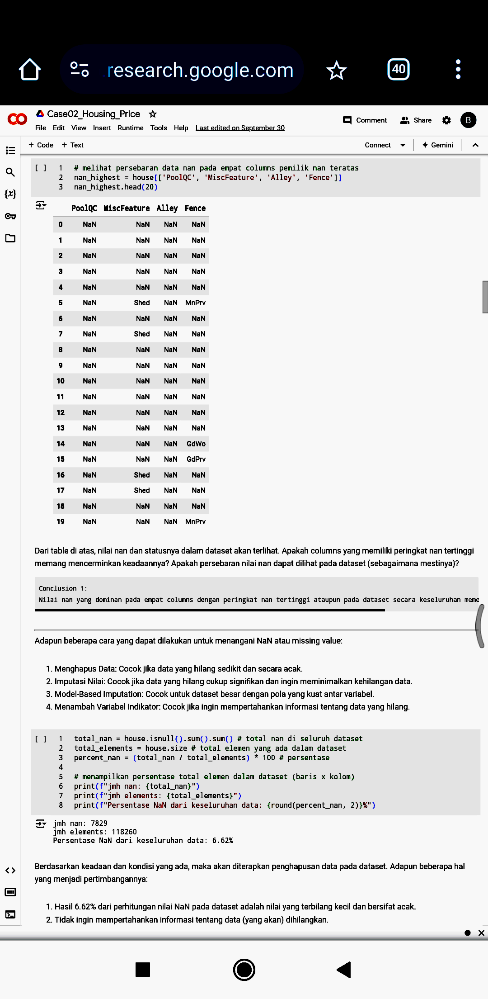 research.google.com
40
Case02_Housing_Price
Comment
Share
B
File Edit View Insert Runtime Tools Help Last edited on September 30
+ Code + Text
Connect
Gemini
[ ] 1 # melihat persebaran data nan pada empat columns pemilik nan teratas
2 nan_highest = house[['PoolQC', 'MiscFeature', 'Alley', 'Fence']]
3 nan_highest.head(20)
{x}
PoolQC MiscFeature Alley Fence
0 NaN NaN NaN NaN
1 NaN NaN NaN NaN
2 NaN NaN NaN NaN
3 NaN NaN NaN NaN
4 NaN NaN NaN NaN
5 NaN Shed NaN MnPrv
6 NaN NaN NaN NaN
7 NaN Shed NaN NaN
8 NaN NaN NaN NaN
9 NaN NaN NaN NaN
10 NaN NaN NaN NaN
11 NaN NaN NaN NaN
12 NaN NaN NaN NaN
13 NaN NaN NaN NaN
14 NaN NaN NaN GdWo
15 NaN NaN NaN GdPrv
16 NaN Shed NaN NaN
17 NaN Shed NaN NaN
18 NaN NaN NaN NaN
19 NaN NaN NaN MnPrv
Dari table di atas, nilai nan dan statusnya dalam dataset akan terlihat. Apakah columns yang memiliki peringkat nan tertinggi
memang mencerminkan keadaannya? Apakah persebaran nilai nan dapat dilihat pada dataset (sebagaimana mestinya)?
Conclusion 1:
Nilai nan yang dominan pada empat columns dengan peringkat nan tertinggi ataupun pada dataset secara keseluruhan meme
Adapun beberapa cara yang dapat dilakukan untuk menangani NaN atau missing value:
1. Menghapus Data: Cocok jika data yang hilang sedikit dan secara acak.
2. Imputasi Nilai: Cocok jika data yang hilang cukup signifikan dan ingin meminimalkan kehilangan data.
3. Model-Based Imputation: Cocok untuk dataset besar dengan pola yang kuat antar variabel.
4. Menambah Variabel Indikator: Cocok jika ingin mempertahankan informasi tentang data yang hilang.
[ ] 1 total_nan = house.isnull().sum().sum() # total nan di seluruh dataset
2 total_elements = house.size # total elemen yang ada dalam dataset
3 percent_nan = (total_nan / total_elements) * 100 # persentase
4
5 # menampilkan persentase total elemen dalam dataset (baris x kolom)
6 print(f"jmh nan: {total_nan}")
7 print(f"jmh elements: {total_elements}")
8 print(f"Persentase NaN dari keseluruhan data: {round(percent_nan, 2)}%")
jmh nan: 7829
jmh elements: 118260
Persentase NaN dari keseluruhan data: 6.62%
Berdasarkan keadaan dan kondisi yang ada, maka akan diterapkan penghapusan data pada dataset. Adapun beberapa hal
yang menjadi pertimbangannya:
1. Hasil 6.62% dari perhitungan nilai NaN pada dataset adalah nilai yang terbilang kecil dan bersifat acak.
2. Tidak ingin mempertahankan informasi tentang data (yang akan) dihilangkan.